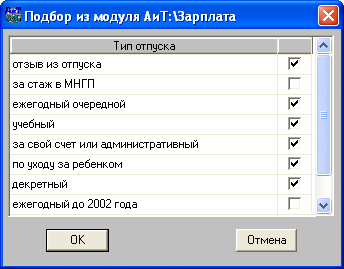 Подбор из модуля АиТ:\Зарплата
Тип отпуска
отзыв из отпуска
за стаж в МНГП
ежегодный очередной
учебный
за свой счет или административный
по уходу за ребенком
декретный
ежегодный до 2002 года
OK
Отмена